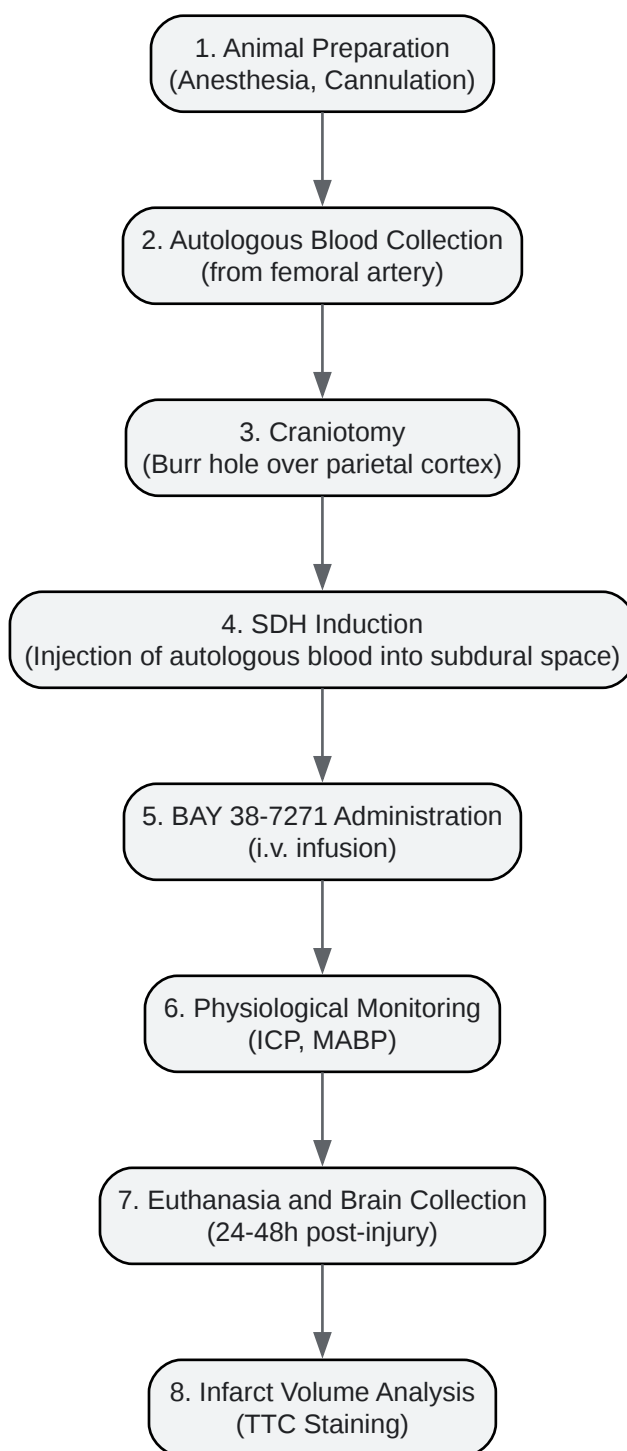 1. Animal Preparation
(Anesthesia, Cannulation)
2. Autologous Blood Collection
(from femoral artery)
3. Craniotomy
(Burr hole over parietal cortex)
4. SDH Induction
(Injection of autologous blood into subdural space)
5. BAY 38-7271 Administration
(i.v. infusion)
6. Physiological Monitoring
(ICP, MABP)
7. Euthanasia and Brain Collection
(24-48h post-injury)
8. Infarct Volume Analysis
(TTC Staining)